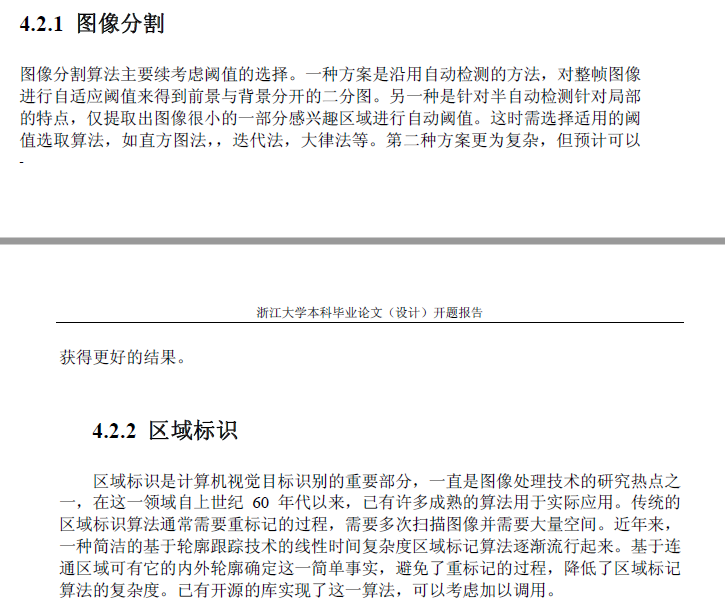 4.2.1 图像分割
图像分割算法主要续考虑阈值的选择。一种方案是沿用自动检测的方法，对整帧图像
进行自适应阈值来得到前景与背景分开的二分图。另一种是针对半自动检测针对局部
的特点，仅提取出图像很小的一部分感兴趣区域进行自动阈值。这时需选择适用的阈
值选取算法，如直方图法，，迭代法，大律法等。第二种方案更为复杂，但预计可以
浙江大学本科毕业论文（设计）开题报告
获得更好的结果。
4.2.2 区域标识
区域标识是计算机视觉目标识别的重要部分，一直是图像处理技术的研究热点之
一，在这一领域自上世纪 60 年代以来，已有许多成熟的算法用于实际应用。传统的
区域标识算法通常需要重标记的过程，需要多次扫描图像并需要大量空间。近年来，
一种简洁的基于轮廓跟踪技术的线性时间复杂度区域标记算法逐渐流行起来。基于连
通区域可有它的内外轮廓确定这一简单事实，避免了重标记的过程，降低了区域标记
算法的复杂度。已有开源的库实现了这一算法，可以考虑加以调用。